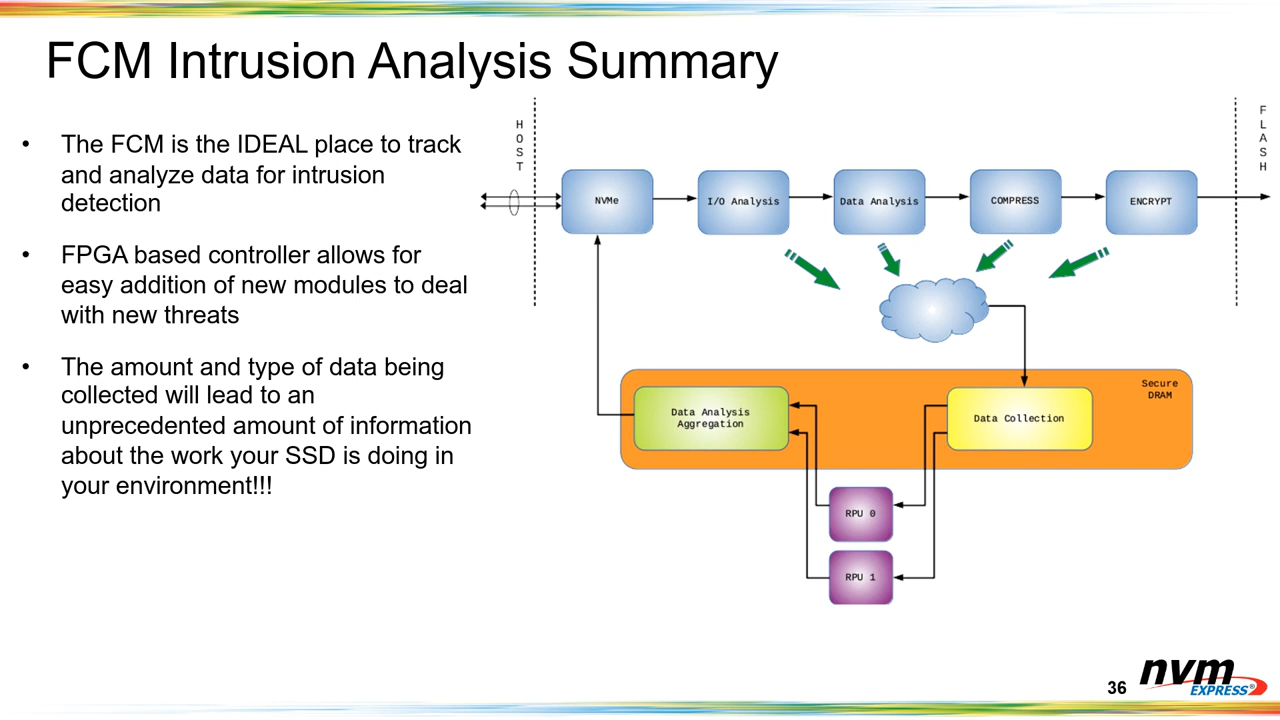 FCM Intrusion Analysis Summary
• The FCM is the IDEAL place to track
and analyze data for intrusion
detection
• FPGA based controller allows for
easy addition of new modules to deal
with new threats
• The amount and type of data being
collected will lead to an
unprecedented amount of information
about the work your SSD is doing in
your environment!!!
HOST
FLASH
NVMe
I/O Analysis
Data Analysis
COMPRESS
ENCRYPT
Secure
DRAM
Data Analysis
Aggregation
Data Collection
RPU 0
RPU 1
36
nvm
EXPRESS®